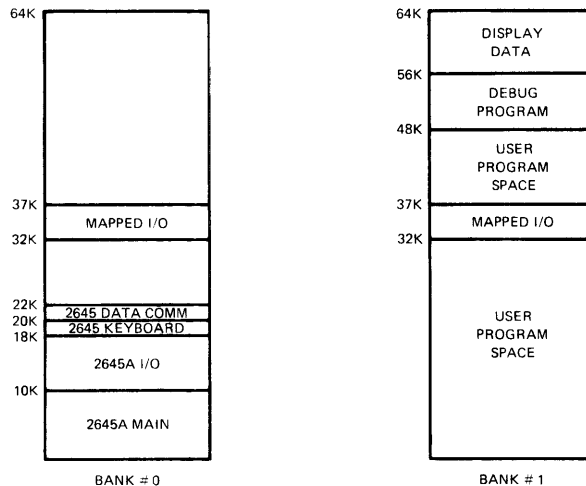 64K
37K
MAPPED I/O
32K
22K
2645 DATA COMM
20K
2645 KEYBOARD
18K
2645A I/O
10K
2645A MAIN
BANK # 0
64K
DISPLAY
DATA
56K
DEBUG
PROGRAM
48K
USER
PROGRAM
SPACE
37K
MAPPED I/O
32K
USER
PROGRAM
SPACE
BANK # 1